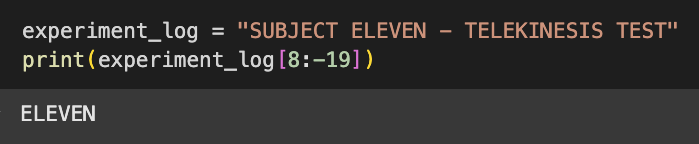 experiment_log = "SUBJECT ELEVEN - TELEKINESIS TEST"
print(experiment_log[8:-19])
ELEVEN